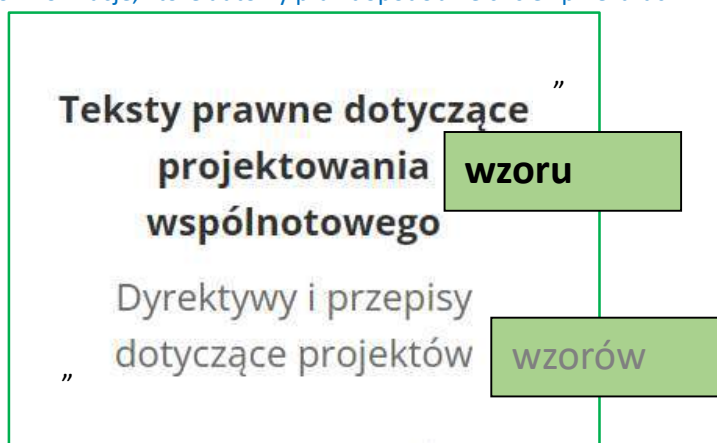 ”
Teksty prawne dotyczące
projektowania wzoru
wspólnotowego
Dyrektywy i przepisy
dotyczące projektów wzorów
”